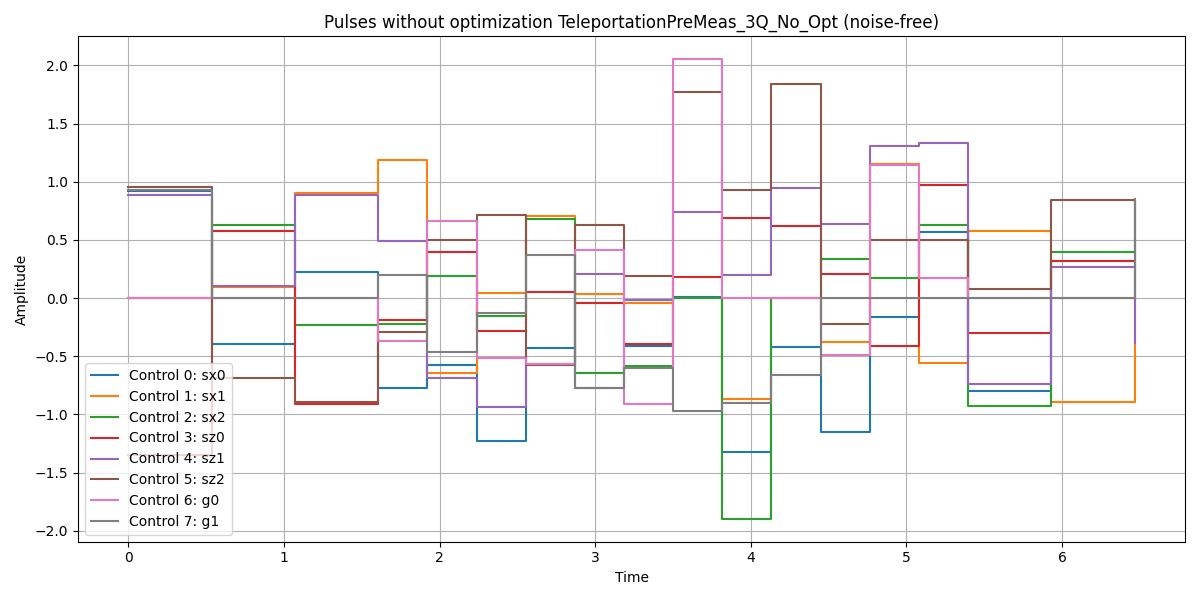 Pulses without optimization TeleportationPreMeas_3Q_No_Opt (noise-free)
Amplitude
2.0
1.5
1.0
0.5
0.0
−0.5
−1.0
−1.5
−2.0
Control 0: sx0
Control 1: sx1
Control 2: sx2
Control 3: sz0
Control 4: sz1
Control 5: sz2
Control 6: g0
Control 7: g1
0 1 2 3 4 5 6
Time